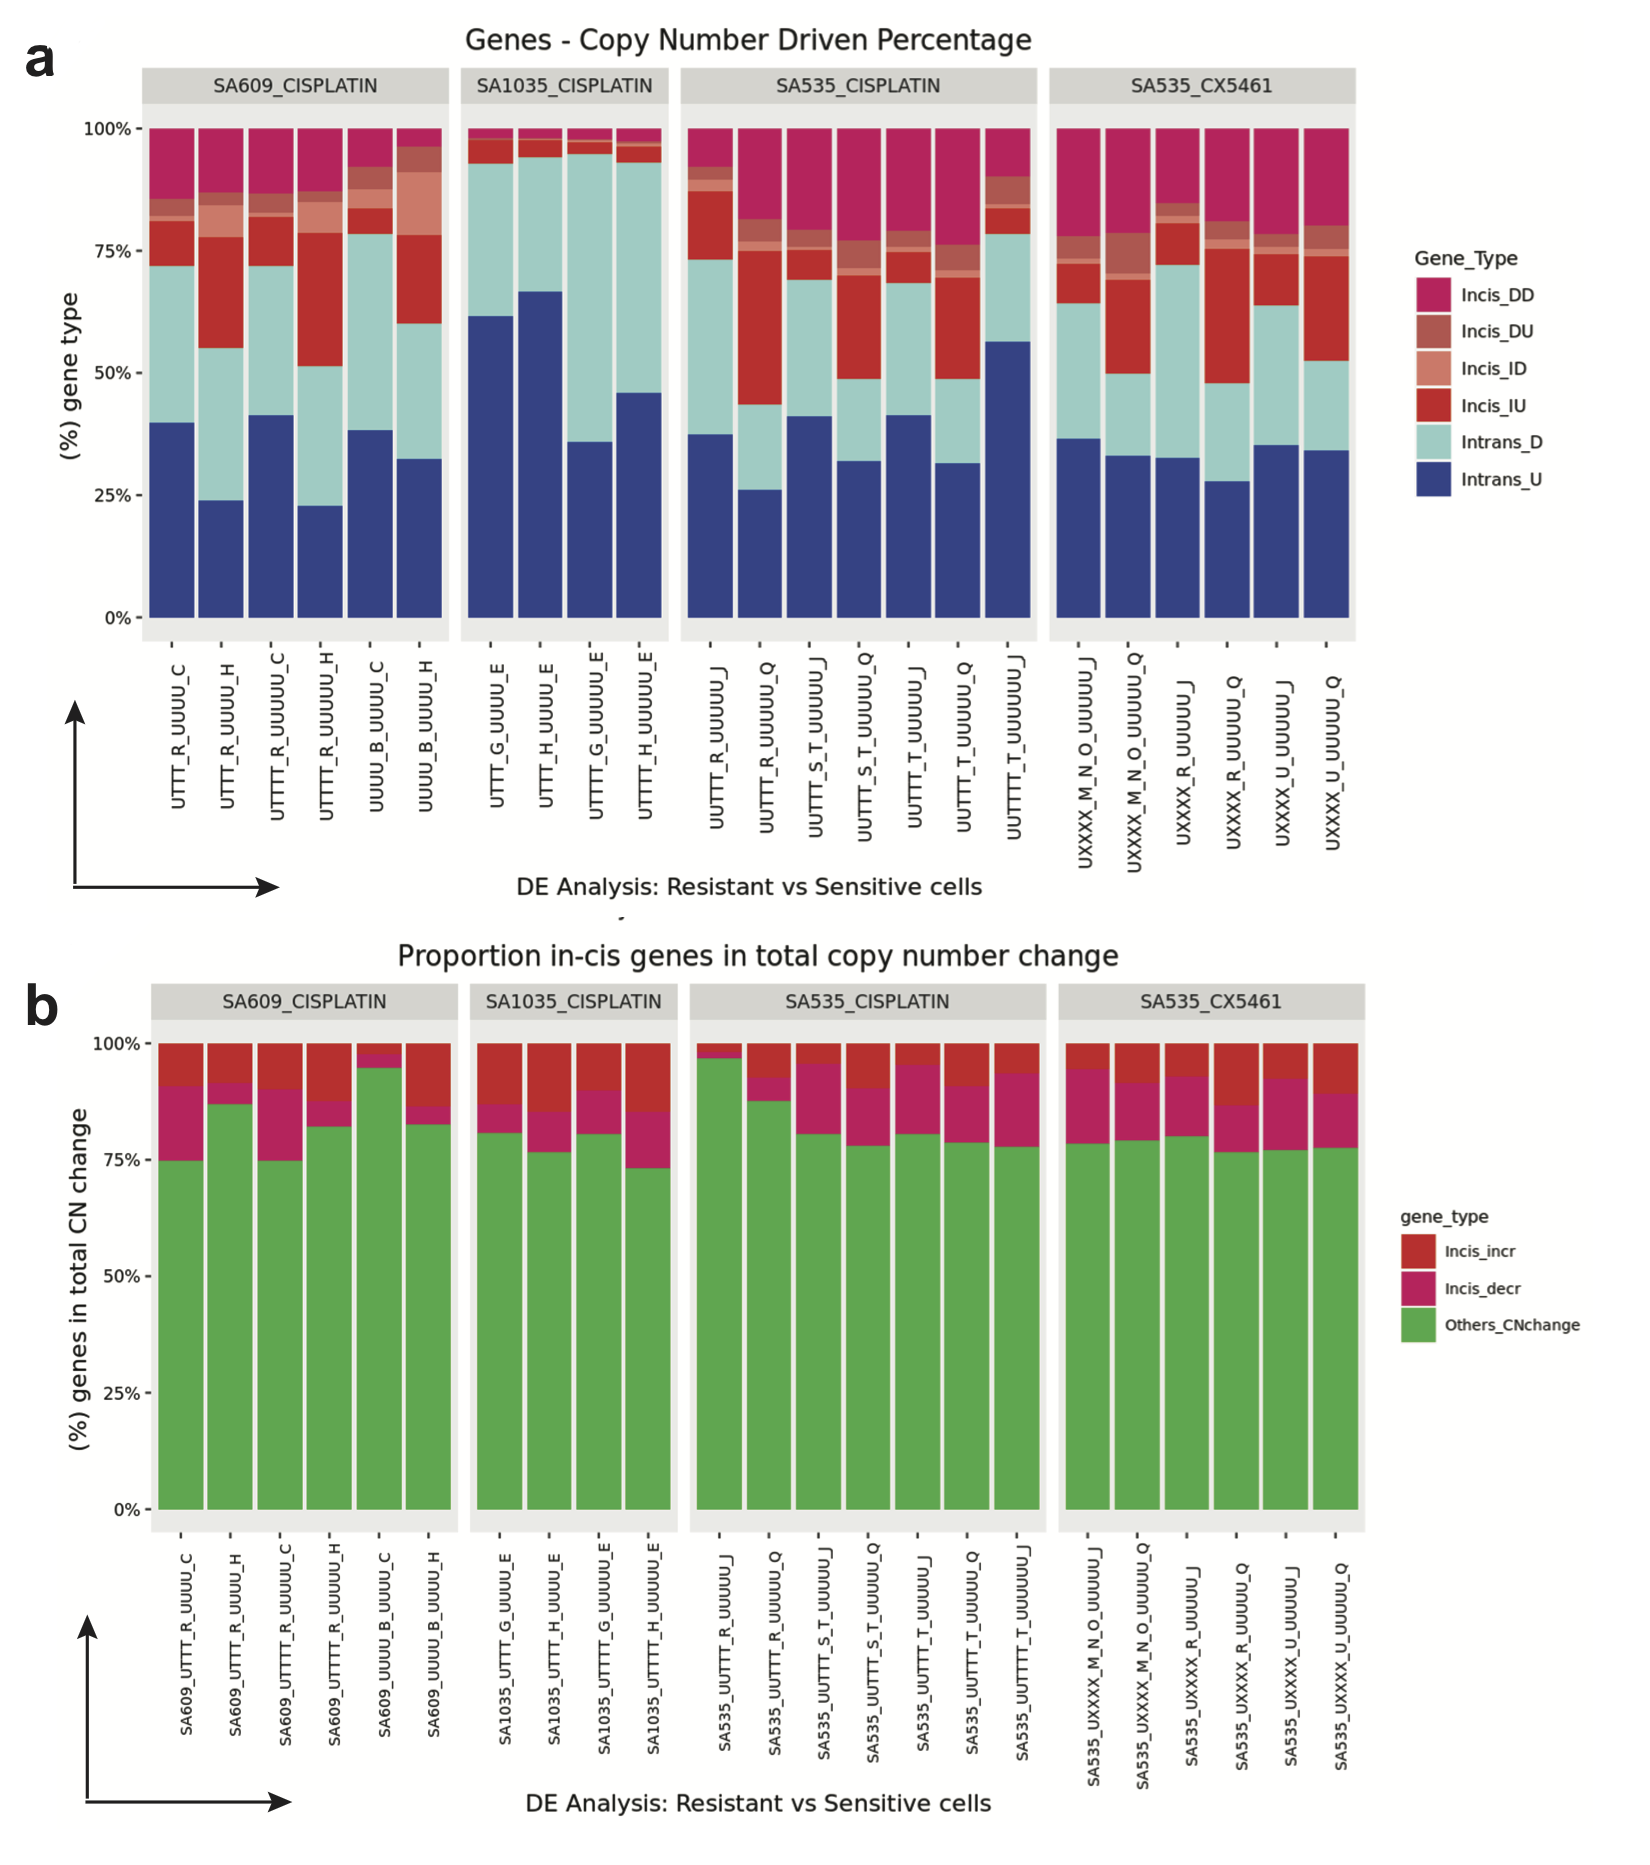 a
Genes - Copy Number Driven Percentage
SA609_CISPLATIN
SA1035_CISPLATIN
SA535_CISPLATIN
SA535_CX5461
100%
75%
50%
25%
0%
(%) gene type
Gene_Type
Incis_DD
Incis_DU
Incis_ID
Incis_IU
Intrans_D
Intrans_U
UTTT_R_UUUU_C
UTTT_R_UUUU_H
UTTTT_R_UUUUU_C
UTTTT_R_UUUUU_H
UUUU_B_UUUUU_C
UUUU_B_UUUU_H
UTTT_G_UUUU_E
UTTT_H_UUUU_E
UTTTT_G_UUUUU_E
UTTTT_H_UUUUU_E
UUTTT_R_UUUUU_J
UUTTT_R_UUUUU_Q
UUTTT_S_T_UUUUU_J
UUTTT_S_T_UUUUU_Q
UUTTT_T_UUUUU_J
UUTTT_T_UUUUU_Q
UUTTTT_T_UUUUUU_J
UXXXX_M_N_O_UUUUU_J
UXXXX_M_N_O_UUUUU_Q
UXXXX_R_UUUUU_J
UXXXX_R_UUUUU_Q
UXXXX_U_UUUUU_J
UXXXX_U_UUUUU_Q
DE Analysis: Resistant vs Sensitive cells
b
Proportion in-cis genes in total copy number change
SA609_CISPLATIN
SA1035_CISPLATIN
SA535_CISPLATIN
SA535_CX5461
100%
75%
50%
25%
0%
(%) genes in total CN change
gene_type
Incis_incr
Incis_decr
Others_CNchange
SA609_UTTT_R_UUUU_C
SA609_UTTT_R_UUUU_H
SA609_UTTTT_R_UUUUU_C
SA609_UTTTT_R_UUUUU_H
SA609_UUUU_B_UUUU_C
SA609_UUUU_B_UUUU_H
SA1035_UTTT_G_UUUU_E
SA1035_UTTT_H_UUUU_E
SA1035_UTTTT_G_UUUUU_E
SA1035_UTTTT_H_UUUUU_E
SA535_UUTTT_R_UUUUU_J
SA535_UUTTT_R_UUUUU_Q
SA535_UUTTT_S_T_UUUUU_J
SA535_UUTTT_S_T_UUUUU_Q
SA535_UUTTT_T_UUUUU_J
SA535_UUTTT_T_UUUUU_Q
SA535_UUTTTT_T_UUUUUU_J
SA535_UXXXX_M_N_O_UUUUU_J
SA535_UXXXX_M_N_O_UUUUU_Q
SA535_UXXXX_R_UUUUU_J
SA535_UXXXX_R_UUUUU_Q
SA535_UXXXX_U_UUUUU_J
SA535_UXXXX_U_UUUUU_Q
DE Analysis: Resistant vs Sensitive cells